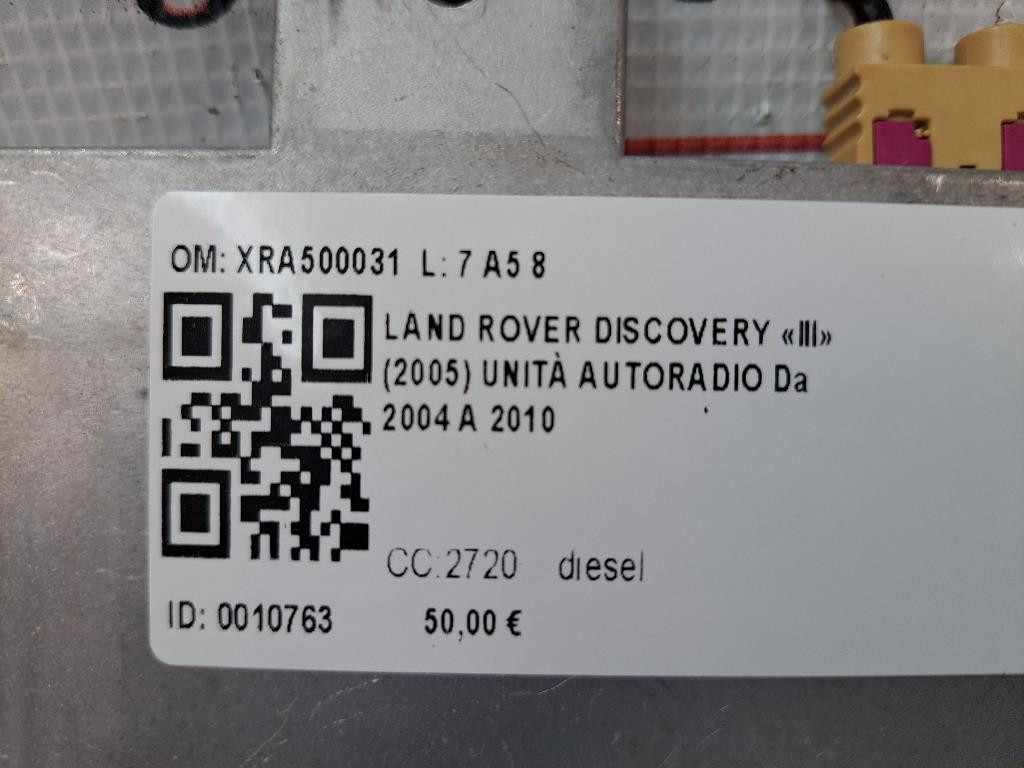 OM: XRA500031 L: 7 A5 8
LAND ROVER DISCOVERY «III»
(2005) UNITÀ AUTORADIO Da
2004 A 2010
CC:2720 diesel
ID: 0010763 50,00 €